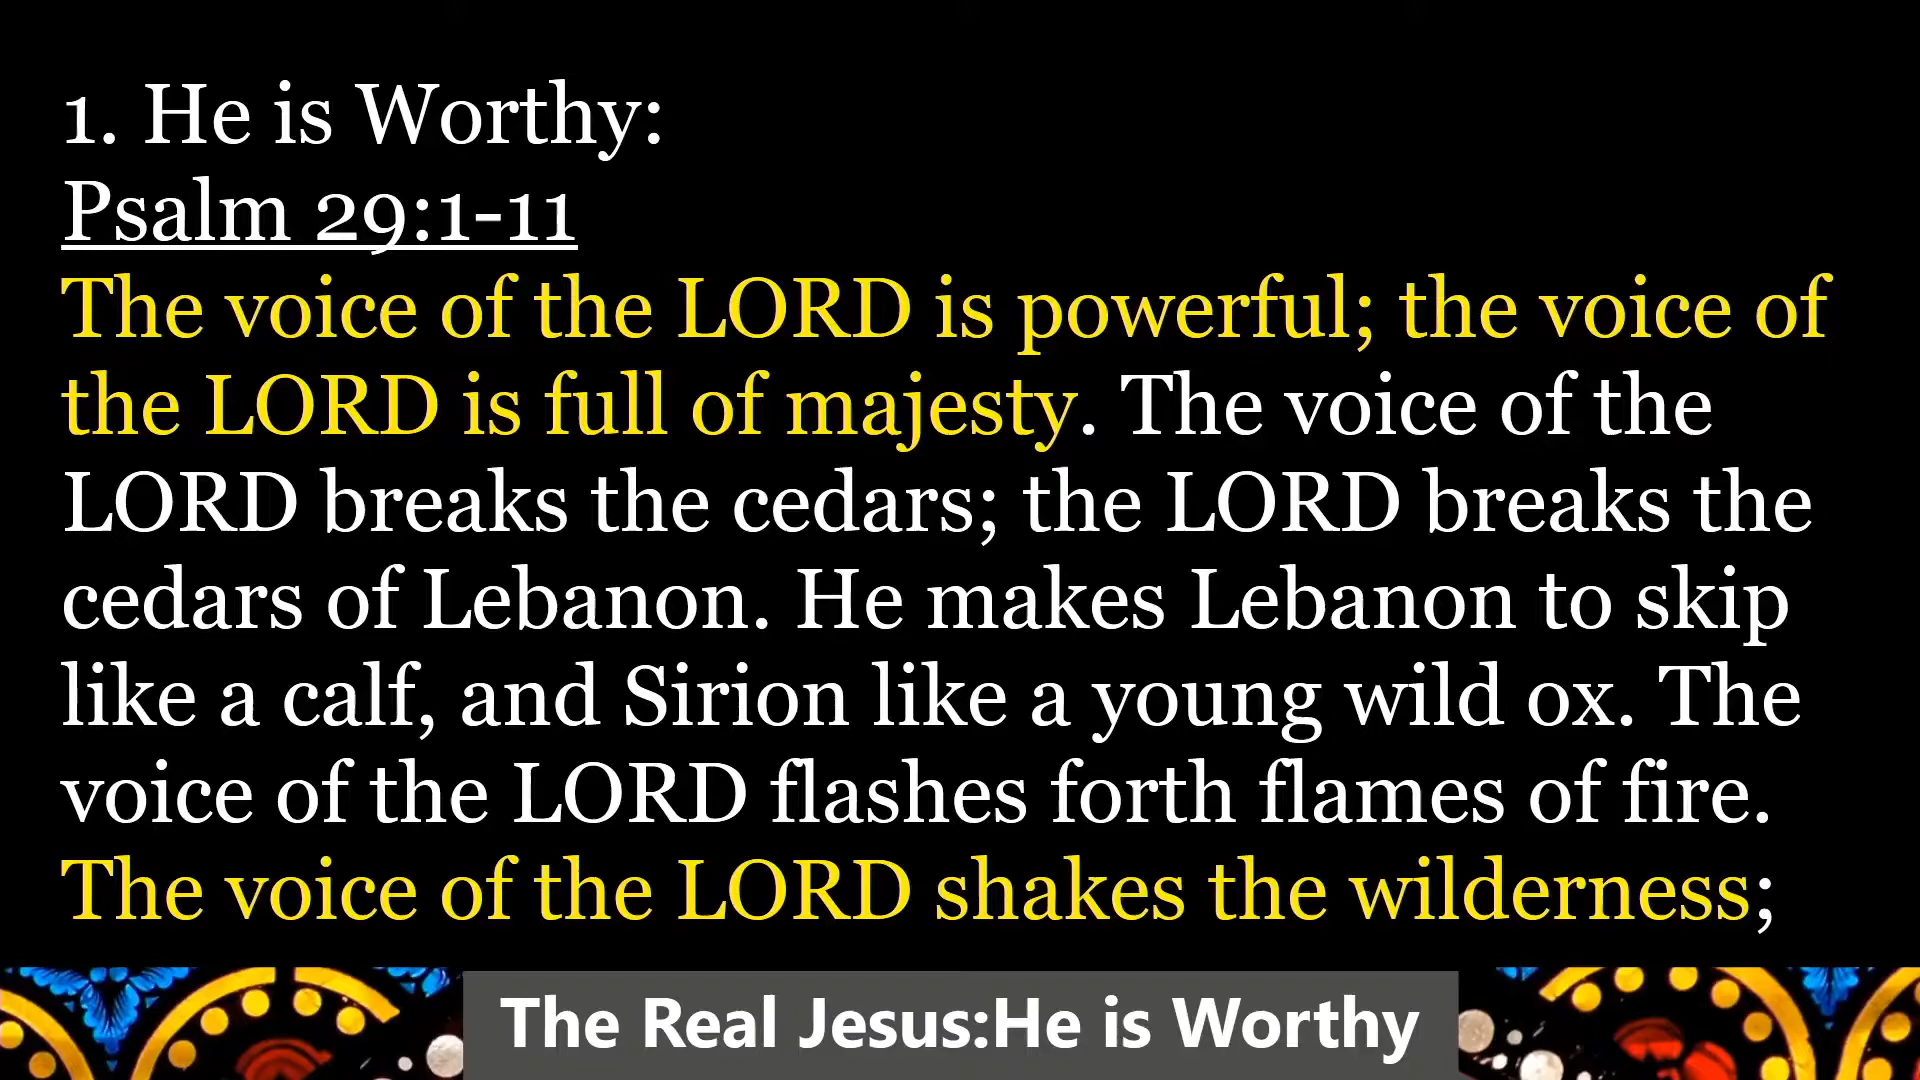 1. He is Worthy:
Psalm 29:1-11
The voice of the LORD is powerful; the voice of
the LORD is full of majesty. The voice of the
LORD breaks the cedars; the LORD breaks the
cedars of Lebanon. He makes Lebanon to skip
like a calf, and Sirion like a young wild ox. The
voice of the LORD flashes forth flames of fire.
The voice of the LORD shakes the wilderness;
The Real Jesus:He is Worthy